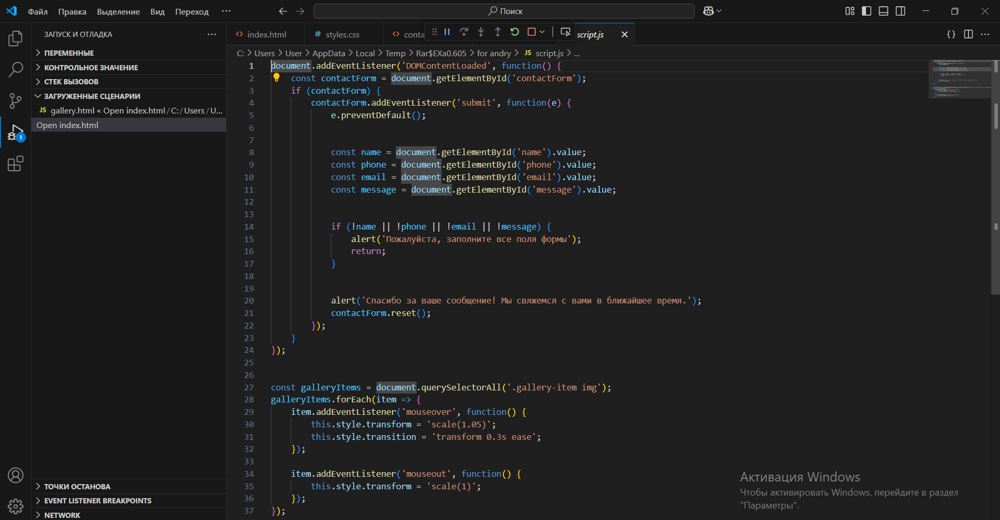 Файл Правка Выделение Вид Переход ··· Поиск
ЗАПУСК И ОТЛАДКА ···
ПЕРЕМЕННЫЕ
КОНТРОЛЬНОЕ ЗНАЧЕНИЕ
СТЕК ВЫЗОВОВ
ЗАГРУЖЕННЫЕ СЦЕНАРИИ
JS gallery.html « Open index.html / C: / Users / U...
Open index.html
1
ТОЧКИ ОСТАНОВА
EVENT LISTENER BREAKPOINTS
NETWORK
<> index.html # styles.css <> conta script.js
C: > Users > User > AppData > Local > Temp > Rar$EXa0.605 > for andry > JS script.js > ...
1 document.addEventListener('DOMContentLoaded', function() {
2 const contactForm = document.getElementById('contactForm');
3 if (contactForm) {
4 contactForm.addEventListener('submit', function(e) {
5 e.preventDefault();
6
7
8 const name = document.getElementById('name').value;
9 const phone = document.getElementById('phone').value;
10 const email = document.getElementById('email').value;
11 const message = document.getElementById('message').value;
12
13
14 if (!name || !phone || !email || !message) {
15 alert('Пожалуйста, заполните все поля формы');
16 return;
17 }
18
19
20 alert('Спасибо за ваше сообщение! Мы свяжемся с вами в ближайшее время.');
21 contactForm.reset();
22 });
23 }
24 });
25
26
27 const galleryItems = document.querySelectorAll('.gallery-item img');
28 galleryItems.forEach(item => {
29 item.addEventListener('mouseover', function() {
30 this.style.transform = 'scale(1.05)';
31 this.style.transition = 'transform 0.3s ease';
32 });
33
34 item.addEventListener('mouseout', function() {
35 this.style.transform = 'scale(1)';
36 });
37 });
Активация Windows
Чтобы активировать Windows, перейдите в раздел
"Параметры".